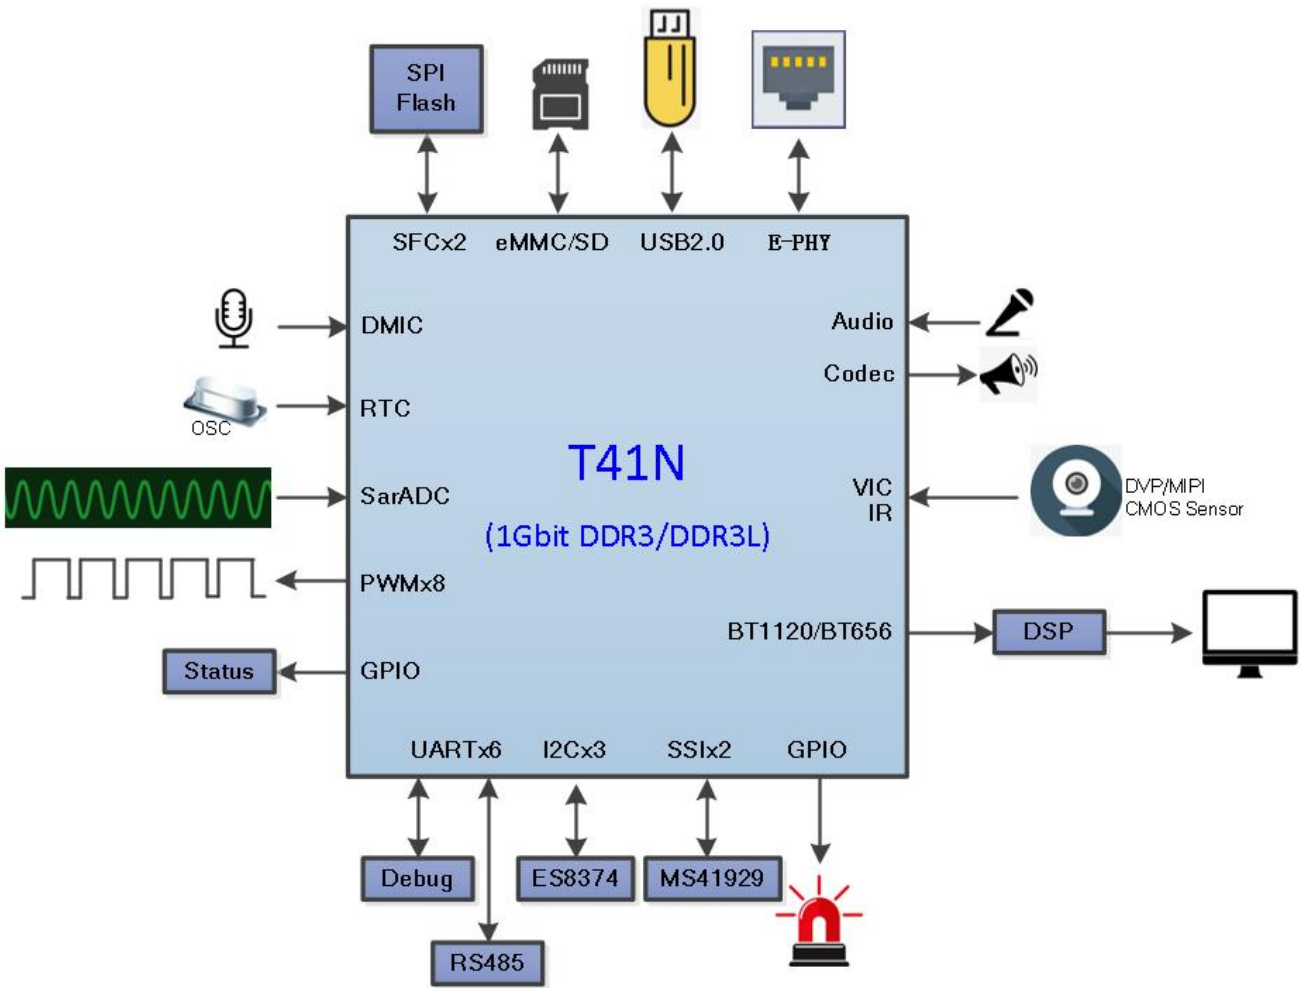 SPI
Flash
SFCx2 eMMC/SD USB2.0 E-PHY
DMIC
Audio
Codec
RTC
OSC
T41N
(1Gbit DDR3/DDR3L)
SarADC
VIC
IR
DVP/MIPI
CMOS Sensor
PWMx8
BT1120/BT656
DSP
Status
GPIO
UARTx6 I2Cx3 SSIx2 GPIO
Debug
ES8374
MS41929
RS485